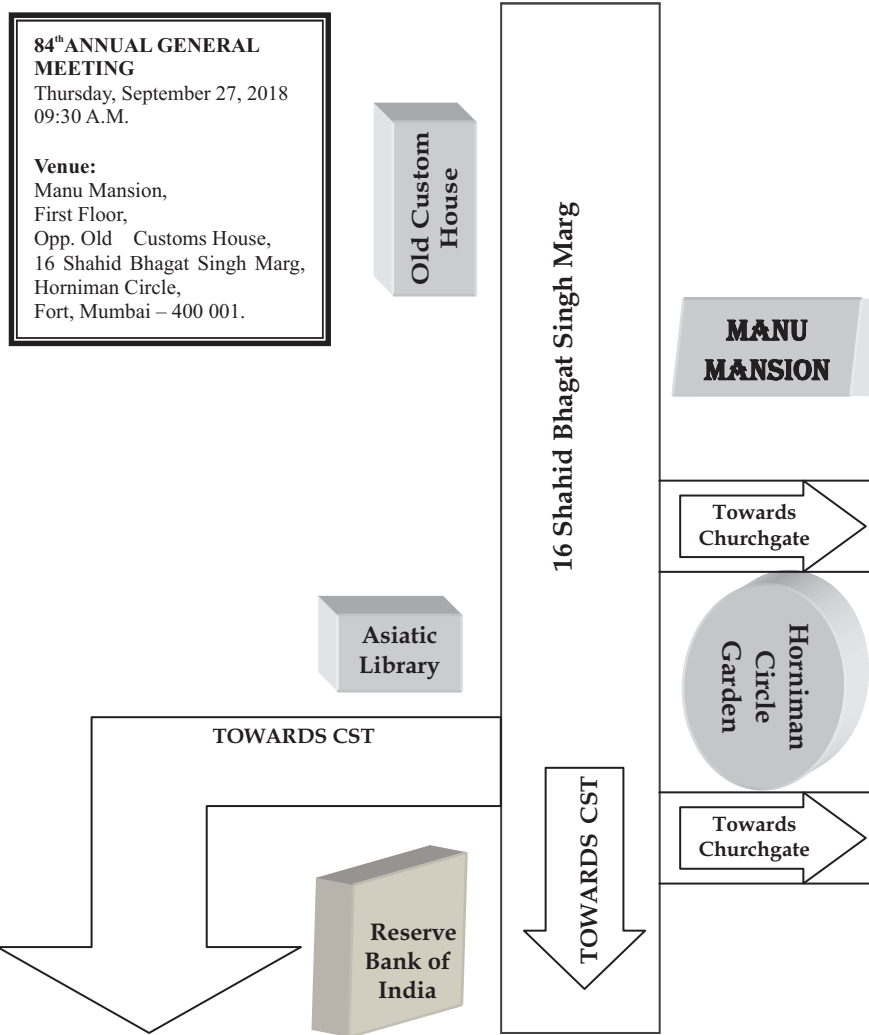 84th ANNUAL GENERAL
MEETING
Thursday, September 27, 2018
09:30 A.M.
Venue:
Manu Mansion,
First Floor,
Opp. Old Customs House,
16 Shahid Bhagat Singh Marg,
Horniman Circle,
Fort, Mumbai – 400 001.
Old Custom
House
16 Shahid Bhagat Singh Marg
MANU
MANSION
Towards
Churchgate
Asiatic
Library
Horniman
Circle
Garden
TOWARDS CST
TOWARDS CST
Towards
Churchgate
Reserve
Bank of
India